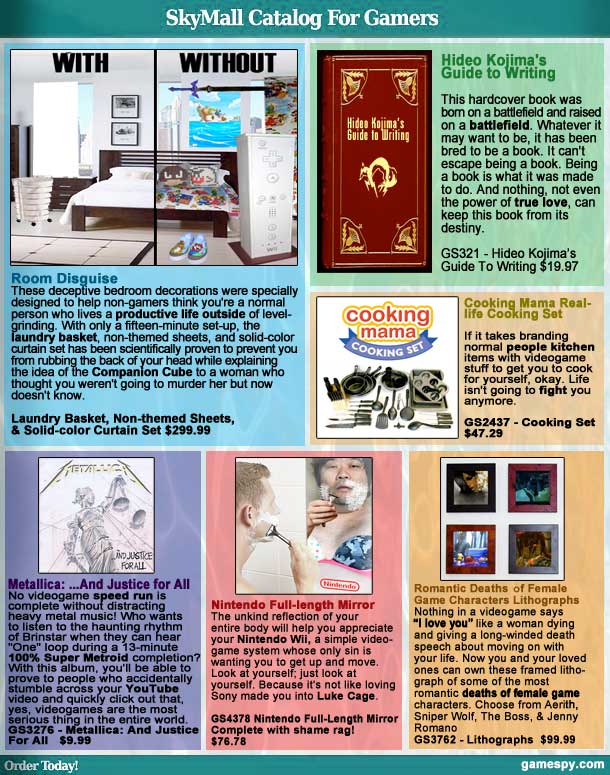 SkyMall Catalog For Gamers
WITH
WITHOUT
Wii
Room Disguise
These deceptive bedroom decorations were specially
designed to help non-gamers think you're a normal
person who lives a productive life outside of level-
grinding. With only a fifteen-minute set-up, the
laundry basket, non-themed sheets, and solid-color
curtain set has been scientifically proven to prevent you
from rubbing the back of your head while explaining
the idea of the Companion Cube to a woman who
thought you weren't going to murder her but now
doesn't know.
Laundry Basket, Non-themed Sheets,
& Solid-color Curtain Set $299.99
Hideo Kojima's
Guide to Writing
Hideo Kojima's
Guide to Writing
This hardcover book was
born on a battlefield and raised
on a battlefield. Whatever it
may want to be, it has been
bred to be a book. It can't
escape being a book. Being
a book is what it was made
to do. And nothing, not even
the power of true love, can
keep this book from its
destiny.
GS321 - Hideo Kojima's
Guide To Writing $19.97
cooking
mama
COOKING SET
Cooking Mama Real-
life Cooking Set
If it takes branding
normal people kitchen
items with videogame
stuff to get you to cook
for yourself, okay. Life
isn't going to fight you
anymore.
GS2437 - Cooking Set
$47.29
METALLICA
...AND JUSTICE
FOR ALL
Metallica: ...And Justice for All
No videogame speed run is
complete without distracting
heavy metal music! Who wants
to listen to the haunting rhythm
of Brinstar when they can hear
"One" loop during a 13-minute
100% Super Metroid completion?
With this album, you'll be able to
prove to people who accidentally
stumble across your YouTube
video and quickly click out that,
yes, videogames are the most
serious thing in the entire world.
GS3276 - Metallica: And Justice
For All $9.99
Nintendo
Nintendo Full-length Mirror
The unkind reflection of your
entire body will help you appreciate
your Nintendo Wii, a simple video-
game system whose only sin is
wanting you to get up and move.
Look at yourself; just look at
yourself. Because it's not like loving
Sony made you into Luke Cage.
GS4378 Nintendo Full-Length Mirror
Complete with shame rag!
$76.78
Romantic Deaths of Female
Game Characters Lithographs
Nothing in a videogame says
"I love you" like a woman dying
and giving a long-winded death
speech about moving on with
your life. Now you and your loved
ones can own these framed litho-
graph of some of the most
romantic deaths of female game
characters. Choose from Aerith,
Sniper Wolf, The Boss, & Jenny
Romano
GS3762 - Lithographs $99.99
Order Today!
gamespy.com